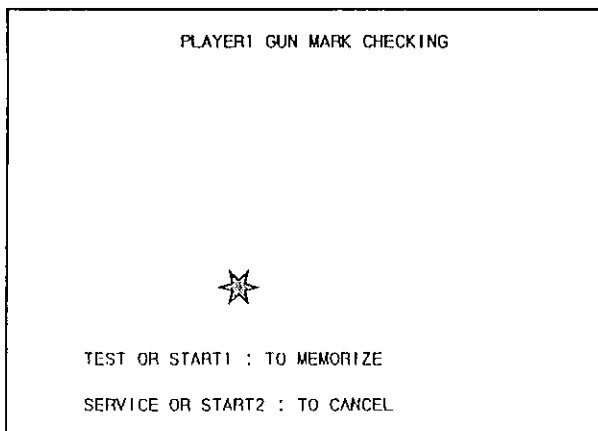 PLAYER1 GUN MARK CHECKING
TEST OR START1 : TO MEMORIZE
SERVICE OR START2 : TO CANCEL